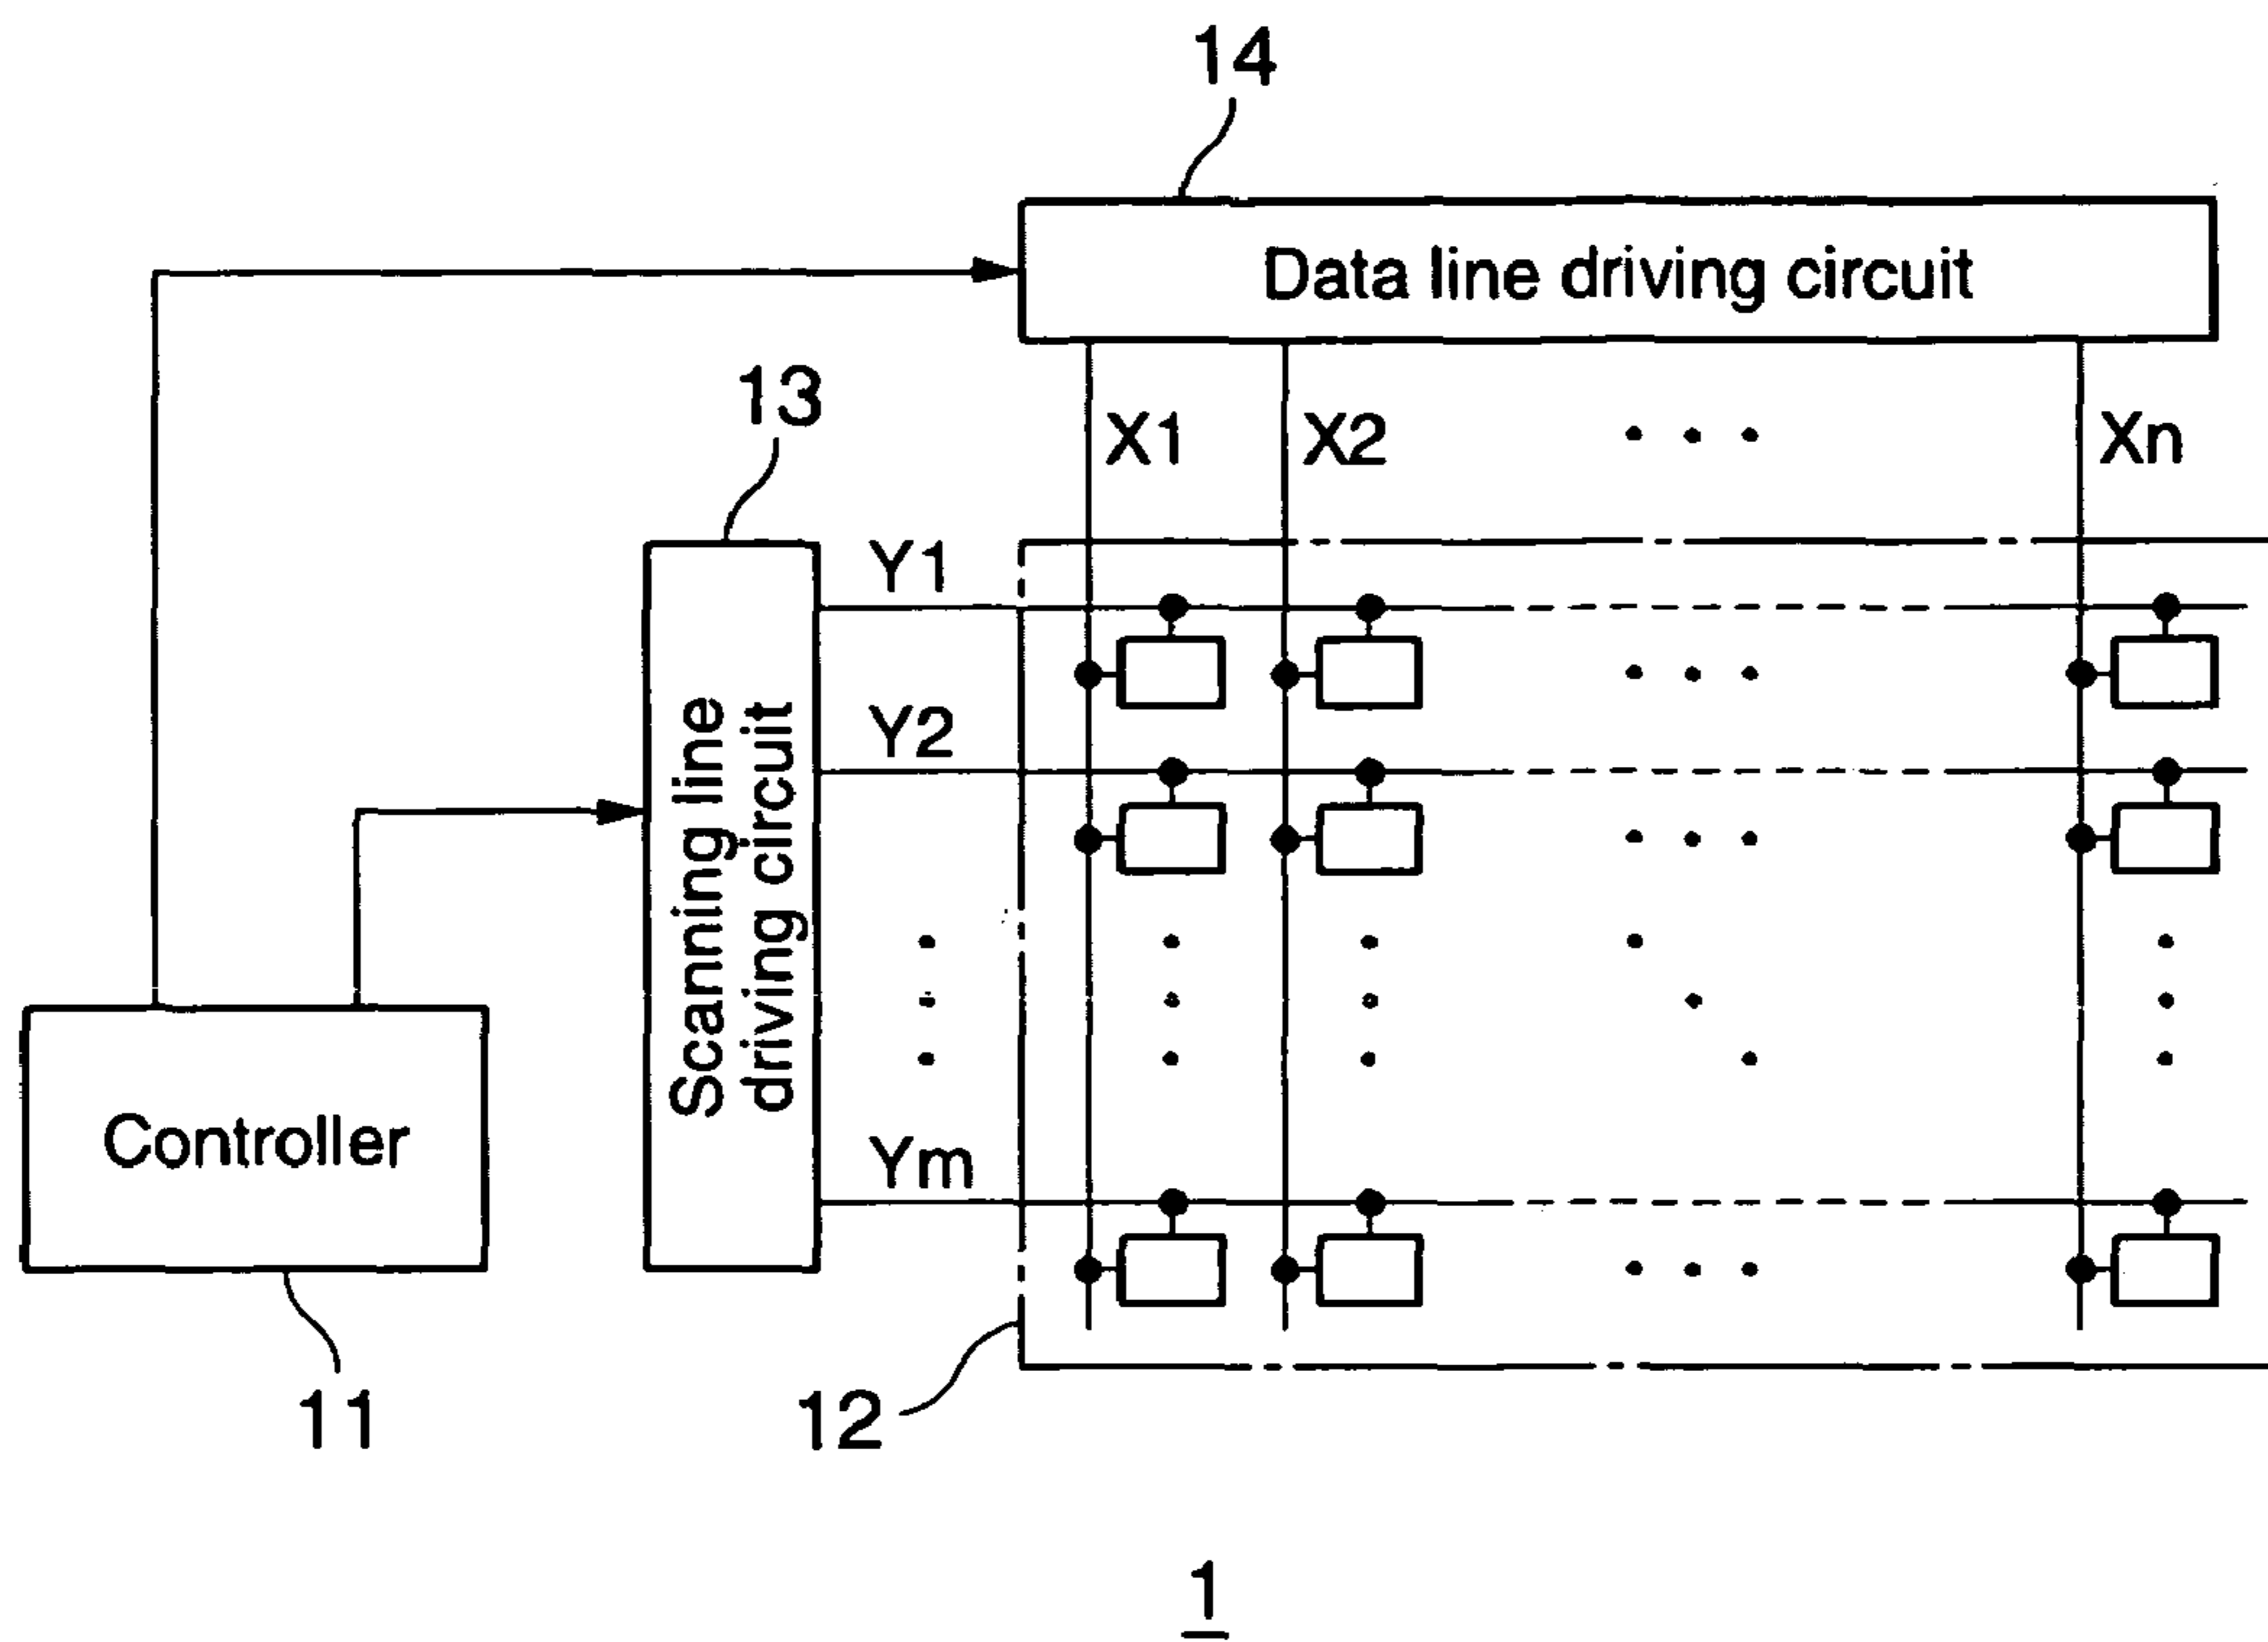 14
Data line driving circuit
13
X1 X2 Xn
Y1
Y2
Scanning line
driving circuit
Ym
Controller
11
12
1